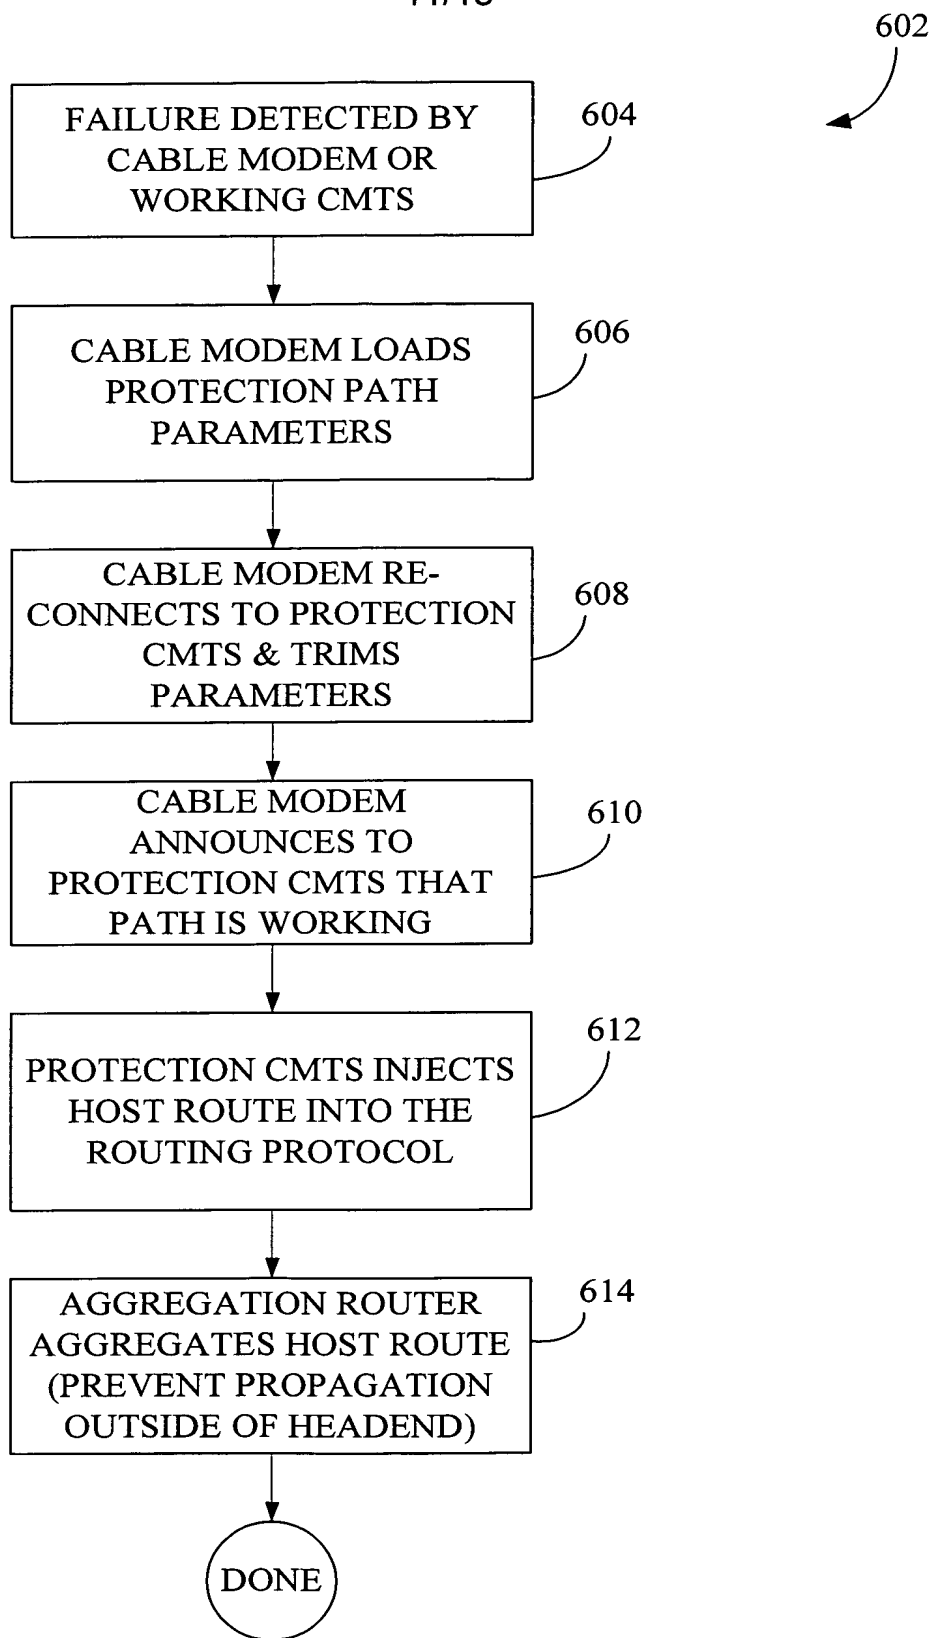 602
FAILURE DETECTED BY
CABLE MODEM OR
WORKING CMTS
604
CABLE MODEM LOADS
PROTECTION PATH
PARAMETERS
606
CABLE MODEM RE-
CONNECTS TO PROTECTION
CMTS & TRIMS
PARAMETERS
608
CABLE MODEM
ANNOUNCES TO
PROTECTION CMTS THAT
PATH IS WORKING
610
PROTECTION CMTS INJECTS
HOST ROUTE INTO THE
ROUTING PROTOCOL
612
AGGREGATION ROUTER
AGGREGATES HOST ROUTE
(PREVENT PROPAGATION
OUTSIDE OF HEADEND)
614
DONE